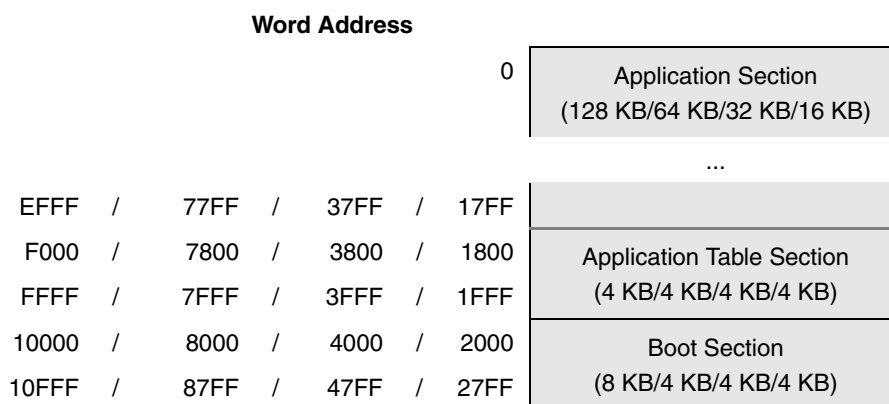 Word Address
0
Application Section
(128 KB/64 KB/32 KB/16 KB)
...
EFFF / 77FF / 37FF / 17FF
F000 / 7800 / 3800 / 1800
Application Table Section
FFFF / 7FFF / 3FFF / 1FFF
(4 KB/4 KB/4 KB/4 KB)
10000 / 8000 / 4000 / 2000
Boot Section
10FFF / 87FF / 47FF / 27FF
(8 KB/4 KB/4 KB/4 KB)